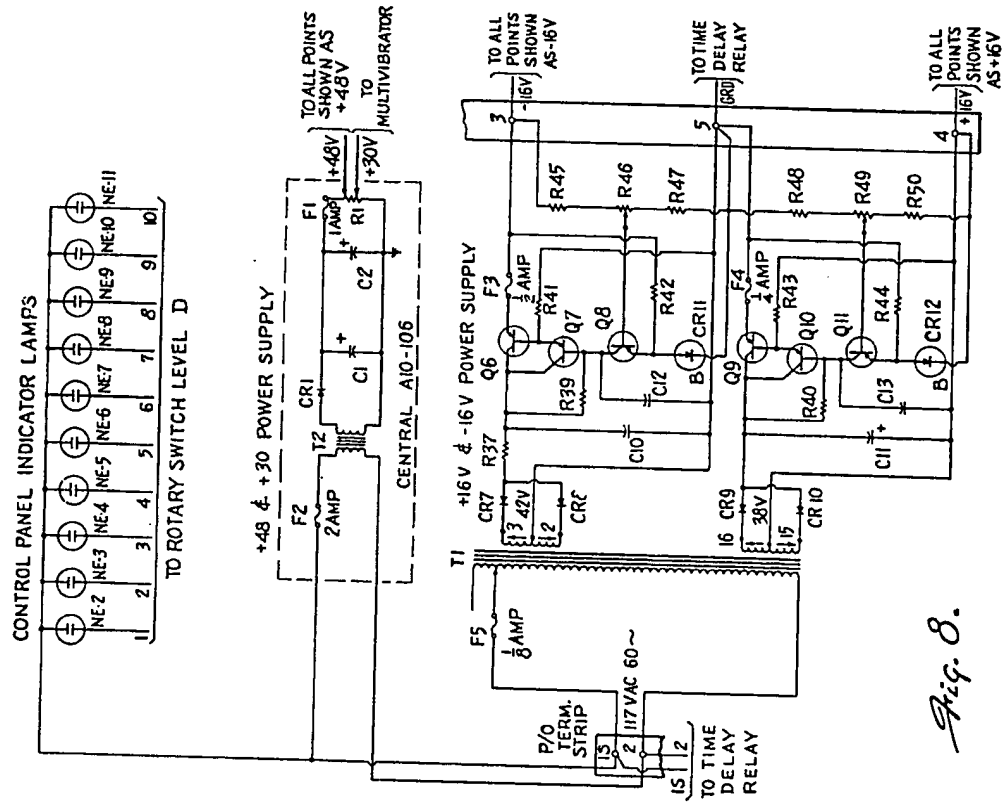 CONTROL PANEL INDICATOR LAMPS
NE-2
NE-3
NE-4
NE-5
NE-6
NE-7
NE-8
NE-9
NE-10
NE-11
1
2
3
4
5
6
7
8
9
10
TO ROTARY SWITCH LEVEL D
+48 & +30 POWER SUPPLY
F2
2AMP
T2
CR1
C1
C2
F1
1AMP
R1
CENTRAL A10-106
+48V
+30V
TO ALL POINTS
SHOWN AS
+48V
TO
MULTIVIBRATOR
+16V & -16V POWER SUPPLY
P/O
TERM.
STRIP
1S
2
117VAC 60~
1S
2
TO TIME
DELAY
RELAY
F5
1/8 AMP
T1
CR7
3
42V
12
CR8
R37
C10
R39
C12
Q6
Q7
Q8
B
CR11
F3
1/2 AMP
R41
R42
R45
R46
R47
3
-16V
TO ALL
POINTS
SHOWN
AS-16V
5
GRD
TO TIME
DELAY
RELAY
16
CR9
38V
15
CR10
C11
+
R40
C13
Q9
Q10
Q11
B
CR12
F4
1/4 AMP
R43
R44
R48
R49
R50
4
+16V
TO ALL
POINTS
SHOWN
AS+16V
Fig. 8.